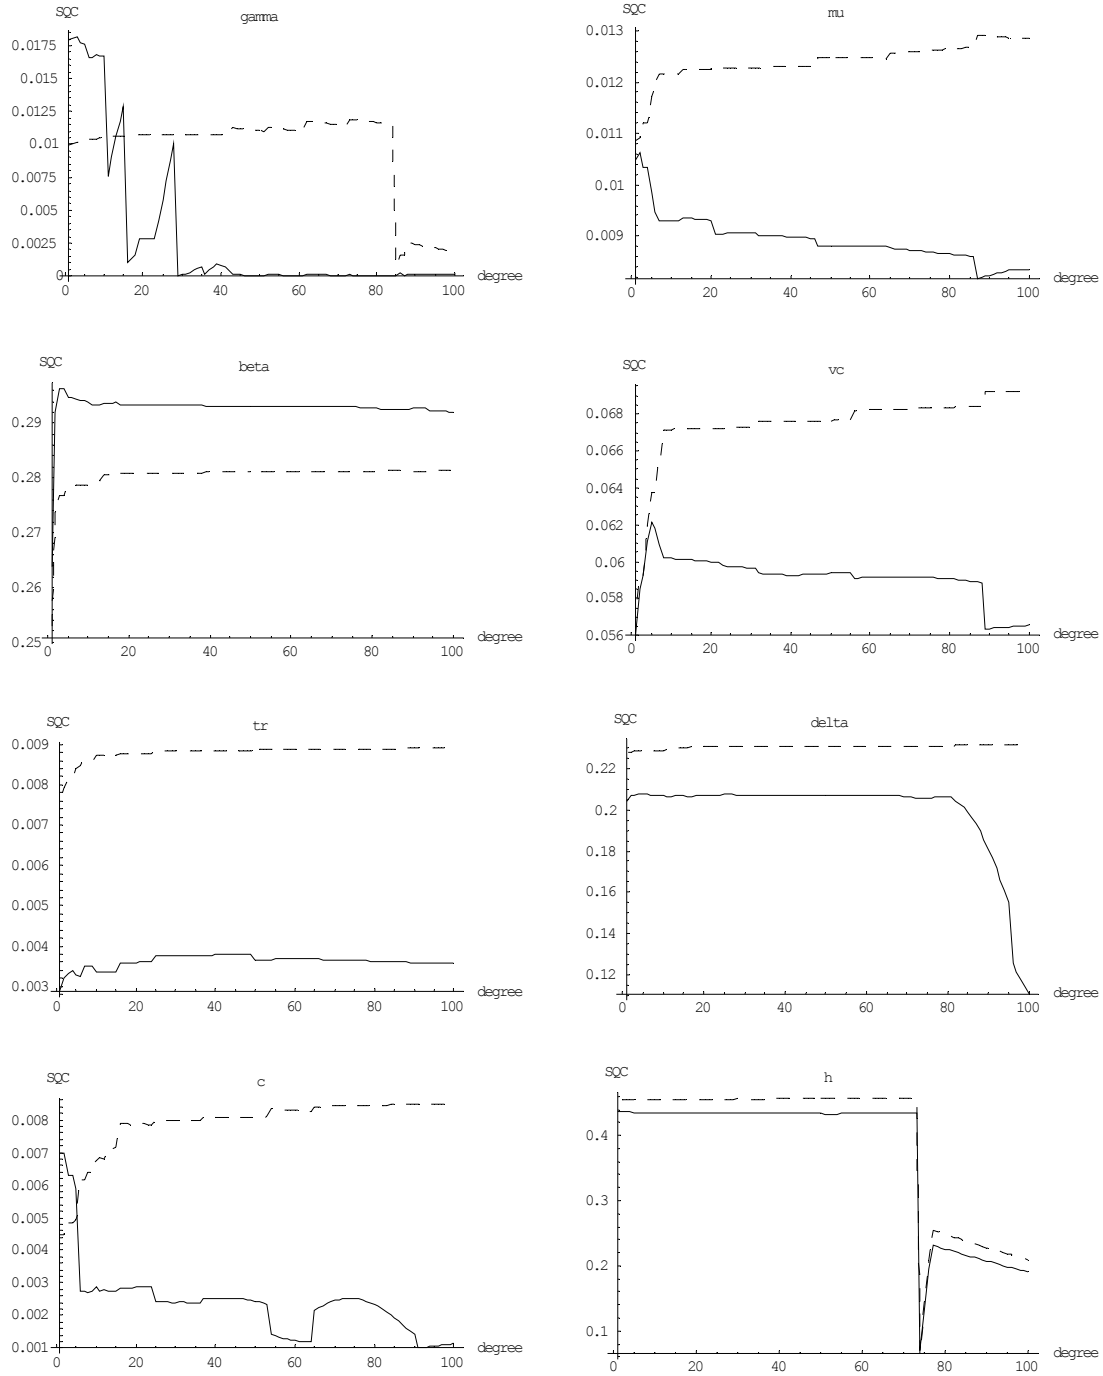 SQC
gamma
0.0175
0.015
0.0125
0.01
0.0075
0.005
0.0025
0
0 20 40 60 80 100 degree
SQC
mu
0.013
0.012
0.011
0.01
0.009
0 20 40 60 80 100 degree
SQC
beta
0.29
0.28
0.27
0.26
0.25
0 20 40 60 80 100 degree
SQC
vc
0.068
0.066
0.064
0.062
0.06
0.058
0.056
0 20 40 60 80 100 degree
SQC
tr
0.009
0.008
0.007
0.006
0.005
0.004
0.003
0 20 40 60 80 100 degree
SQC
delta
0.22
0.2
0.18
0.16
0.14
0.12
0 20 40 60 80 100 degree
SQC
c
0.008
0.007
0.006
0.005
0.004
0.003
0.002
0.001
0 20 40 60 80 100 degree
SQC
h
0.4
0.3
0.2
0.1
0 20 40 60 80 100 degree